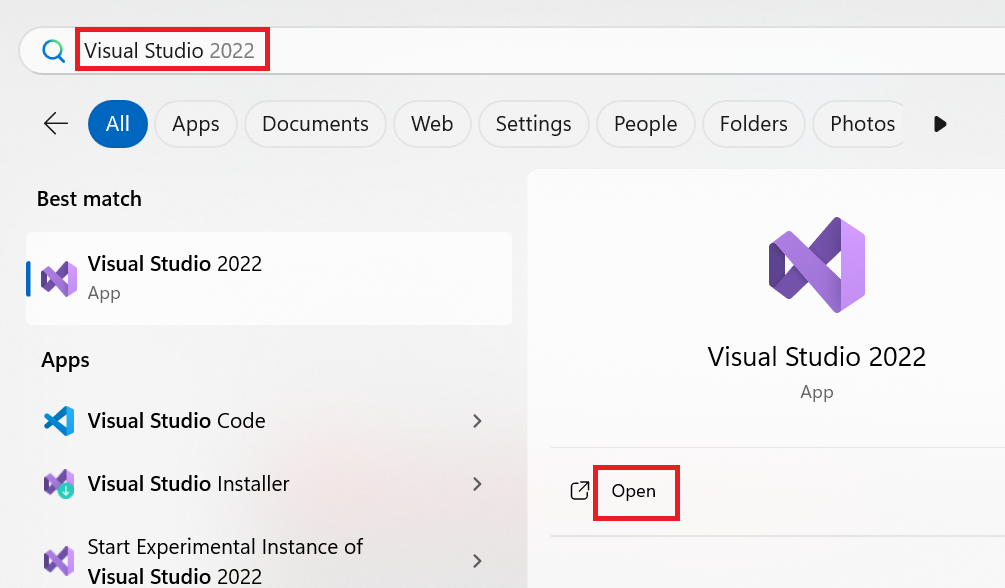 Visual Studio 2022
All Apps Documents Web Settings People Folders Photos
Best match
Visual Studio 2022
App
Apps
Visual Studio Code
Visual Studio Installer
Start Experimental Instance of
Visual Studio 2022
Visual Studio 2022
App
Open